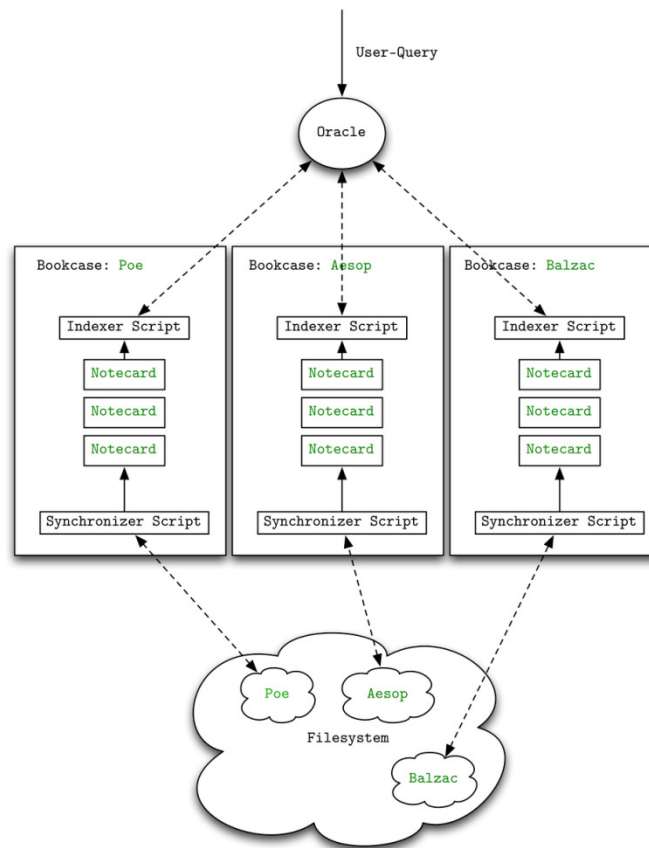 User-Query
Oracle
Bookcase: Poe
Indexer Script
Notecard
Notecard
Notecard
Synchronizer Script
Bookcase: Aesop
Indexer Script
Notecard
Notecard
Notecard
Synchronizer Script
Bookcase: Balzac
Indexer Script
Notecard
Notecard
Notecard
Synchronizer Script
Poe
Aesop
Filesystem
Balzac